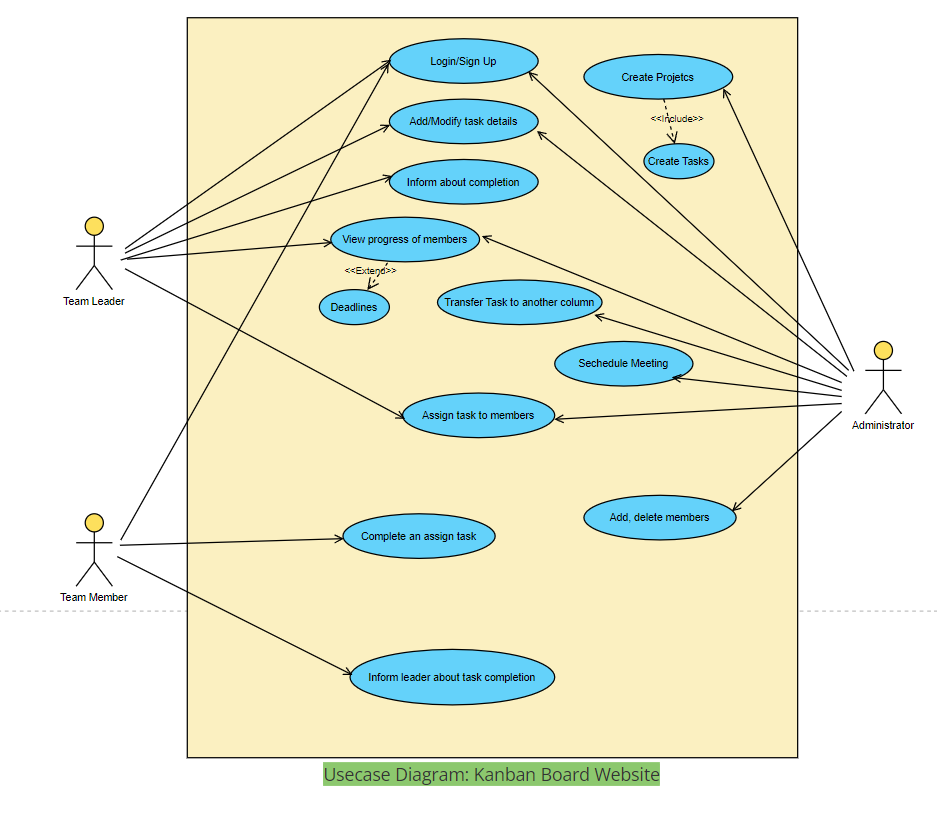 Login/Sign Up
Create Projetcs
<<Include>>
Add/Modify task details
Create Tasks
Inform about completion
View progress of members
<<Extend>>
Team Leader
Deadlines
Transfer Task to another column
Sechedule Meeting
Assign task to members
Administrator
Add, delete members
Complete an assign task
Team Member
Inform leader about task completion
Usecase Diagram: Kanban Board Website